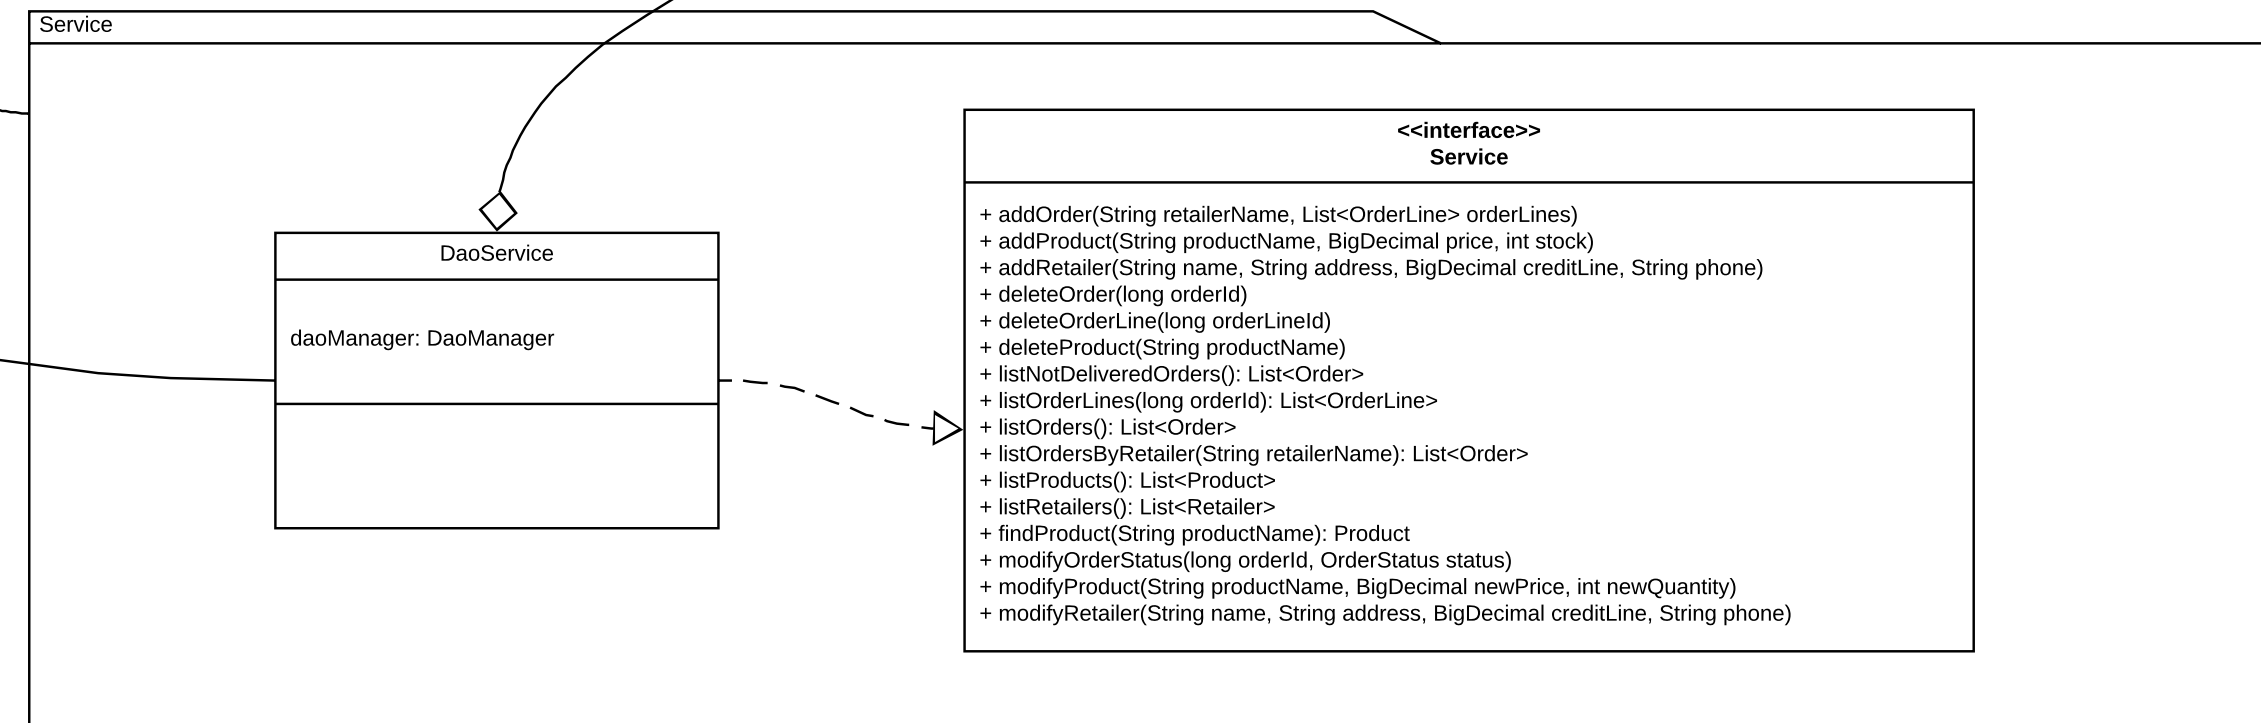 Service
<<interface>>
Service
+ addOrder(String retailerName, List<OrderLine> orderLines)
+ addProduct(String productName, BigDecimal price, int stock)
+ addRetailer(String name, String address, BigDecimal creditLine, String phone)
+ deleteOrder(long orderId)
+ deleteOrderLine(long orderLineId)
+ deleteProduct(String productName)
+ listNotDeliveredOrders(): List<Order>
+ listOrderLines(long orderId): List<OrderLine>
+ listOrders(): List<Order>
+ listOrdersByRetailer(String retailerName): List<Order>
+ listProducts(): List<Product>
+ listRetailers(): List<Retailer>
+ findProduct(String productName): Product
+ modifyOrderStatus(long orderId, OrderStatus status)
+ modifyProduct(String productName, BigDecimal newPrice, int newQuantity)
+ modifyRetailer(String name, String address, BigDecimal creditLine, String phone)
DaoService
daoManager: DaoManager